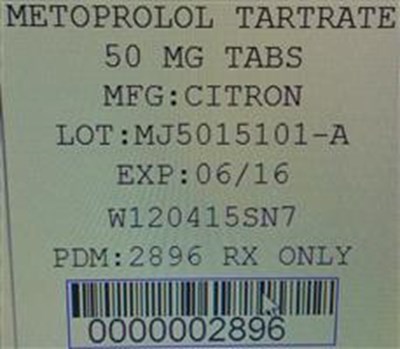 METOPROLOL TARTRATE
50 MG TABS
MFG:CITRON
LOT:MJ5015101-A
EXP:06/16
W120415SN7
PDM:2896 RX ONLY
0000002896